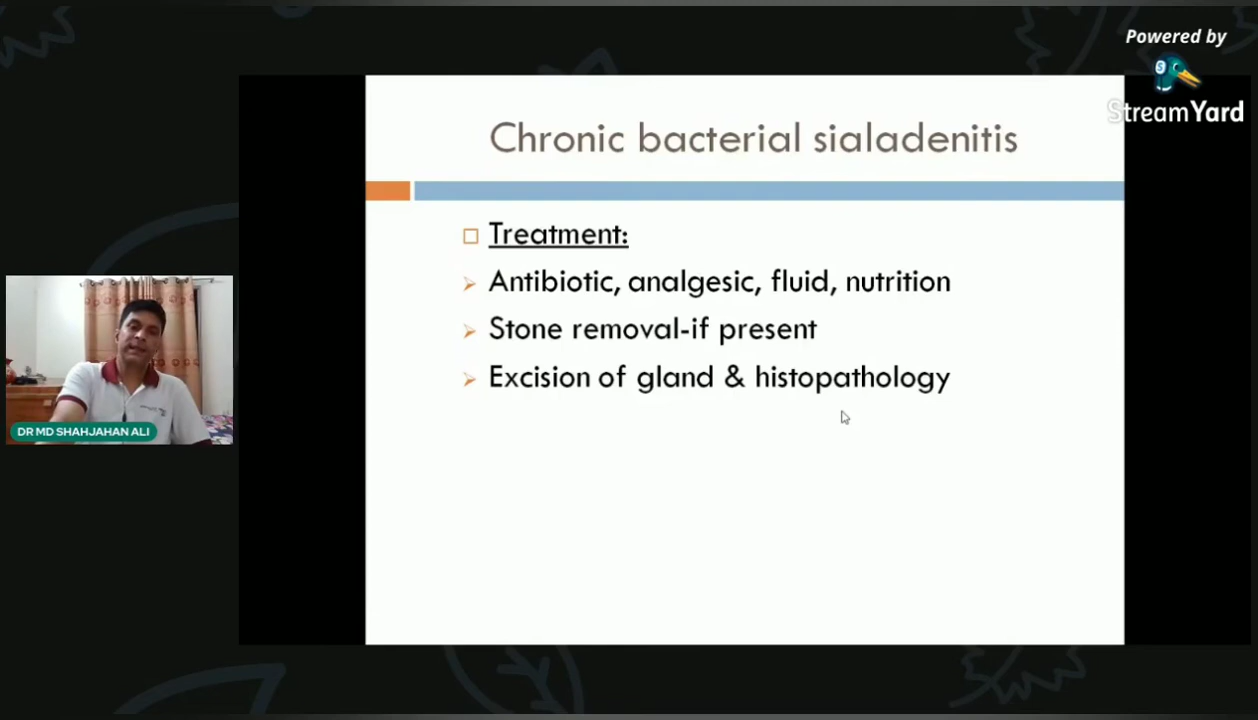 Powered by
StreamYard
Chronic bacterial sialadenitis
Treatment:
Antibiotic, analgesic, fluid, nutrition
Stone removal-if present
Excision of gland & histopathology
DR MD SHAHJAHAN ALI